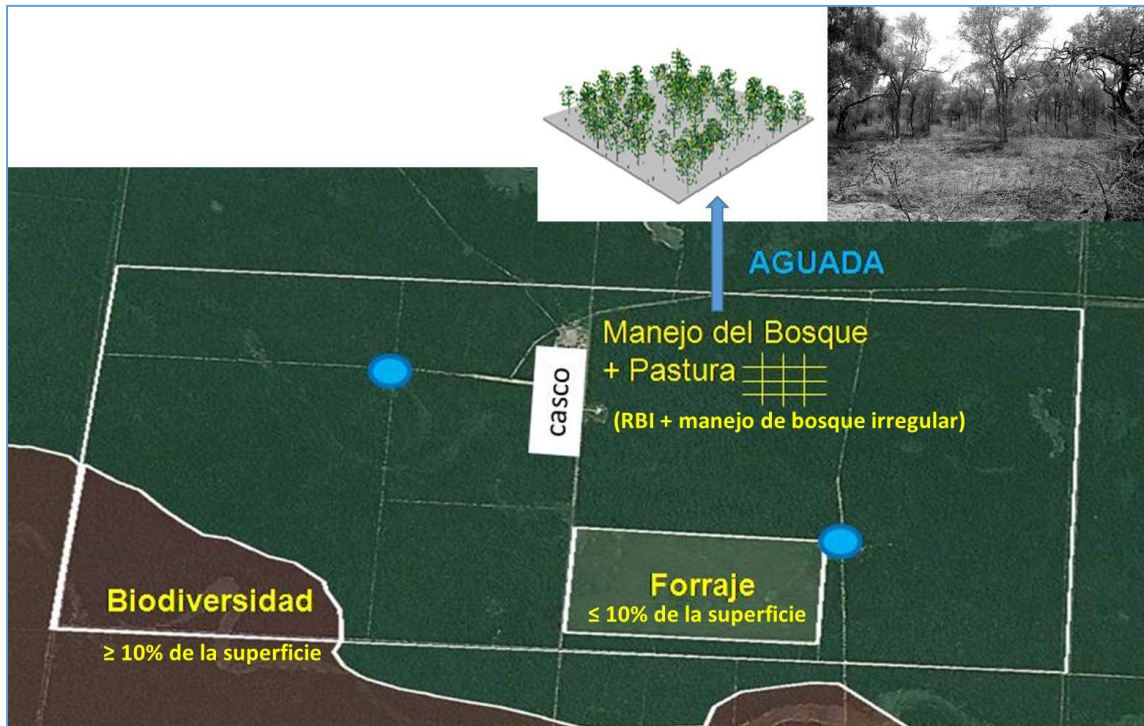 AGUADA
Manejo del Bosque
+ Pastura
(RBI + manejo de bosque irregular)
casco
Biodiversidad
≥ 10% de la superficie
Forraje
≤ 10% de la superficie